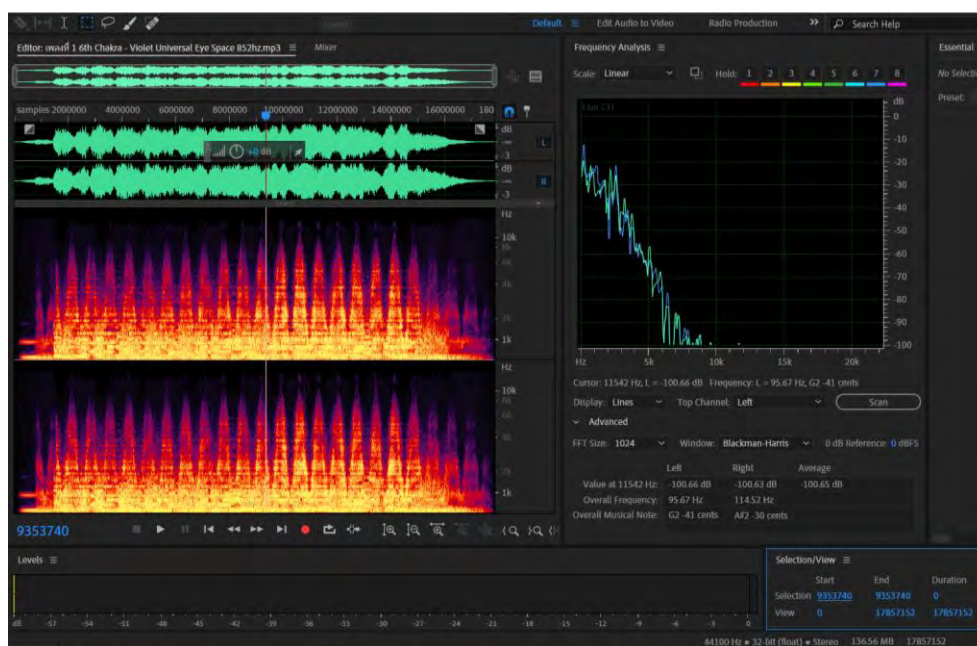 Default ≡ Edit Audio to Video Radio Production >> Search Help
Editor: เพลงที่ 1 6th Chakra - Violet Universal Eye Space 852hz.mp3 ≡ Mixer
Frequency Analysis ≡
Essential
Scale: Linear Hold: 1 2 3 4 5 6 7 8
No Selectio
Preset:
samples 2000000 4000000 6000000 8000000 10000000 12000000 14000000 16000000 180
Live CTI
dB
0
-10
-20
-30
-40
-50
-60
-70
-80
-90
-100
dB
-∞
-3
L
+0 dB
dB
-∞
-3
R
Hz
10k
1k
Hz
10k
1k
Hz 5k 10k 15k 20k
Cursor: 11542 Hz, L = -100.66 dB Frequency: L = 95.67 Hz, G2 -41 cents
Display: Lines Top Channel: Left Scan
Advanced
FFT Size: 1024 Window: Blackman-Harris 0 dB Reference: 0 dBFS
Left Right Average
Value at 11542 Hz: -100.66 dB -100.63 dB -100.65 dB
Overall Frequency: 95.67 Hz 114.52 Hz
Overall Musical Note: G2 -41 cents A#2 -30 cents
9353740
Levels ≡
dB -57 -54 -51 -48 -45 -42 -39 -36 -33 -30 -27 -24 -21 -18 -15 -12 -9 -6 -3 0
Selection/View ≡
Start End Duration
Selection 9353740 9353740 0
View 0 17857152 17857152
44100 Hz • 32-bit (float) • Stereo 136.56 MB 17857152